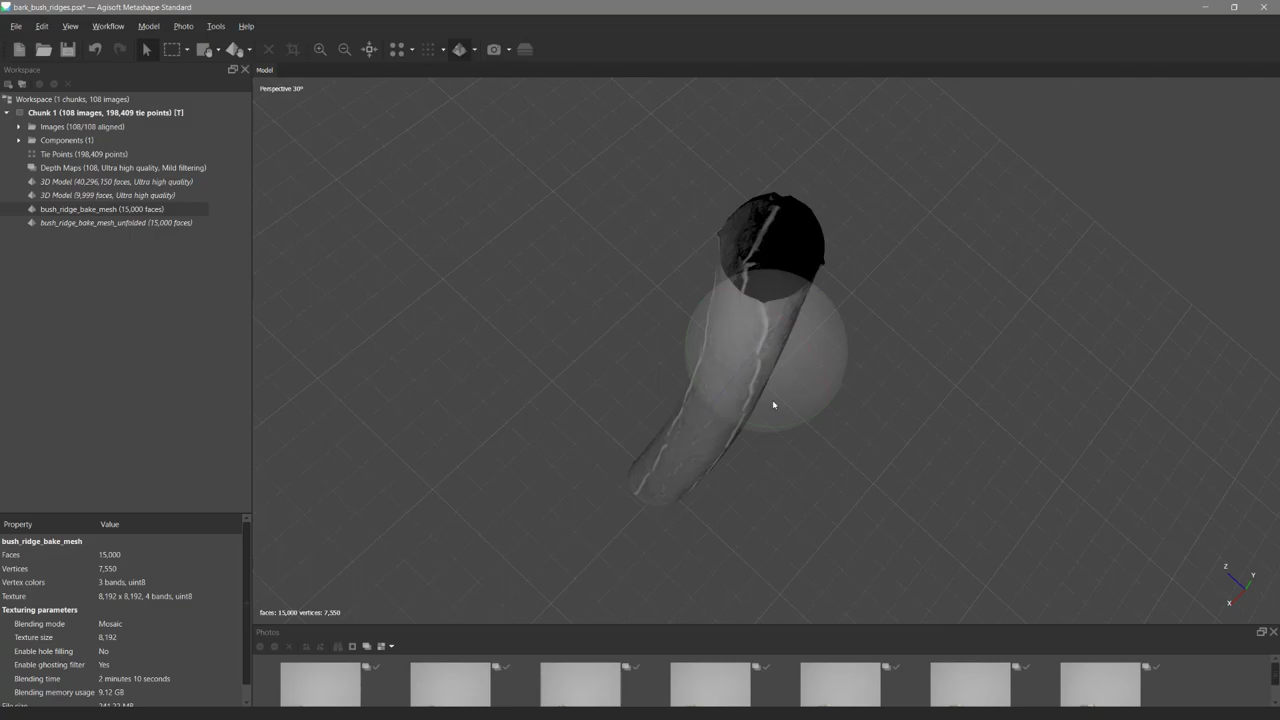 bark_bush_ridges.psx* — Agisoft Metashape Standard
File Edit View Workflow Model Photo Tools Help
Workspace
Model
Perspective 30°
Workspace (1 chunks, 108 images)
Chunk 1 (108 images, 198,409 tie points) [T]
Images (108/108 aligned)
Components (1)
Tie Points (198,409 points)
Depth Maps (108, Ultra high quality, Mild filtering)
3D Model (40,296,150 faces, Ultra high quality)
3D Model (9,999 faces, Ultra high quality)
bush_ridge_bake_mesh (15,000 faces)
bush_ridge_bake_mesh_unfolded (15,000 faces)
Property Value
bush_ridge_bake_mesh
Faces 15,000
Vertices 7,550
Vertex colors 3 bands, uint8
Texture 8,192 x 8,192, 4 bands, uint8
Texturing parameters
Blending mode Mosaic
Texture size 8,192
Enable hole filling No
Enable ghosting filter Yes
Blending time 2 minutes 10 seconds
Blending memory usage 9.12 GB
File size 241.22 MB
Z
Y
X
faces: 15,000 vertices: 7,550
Photos